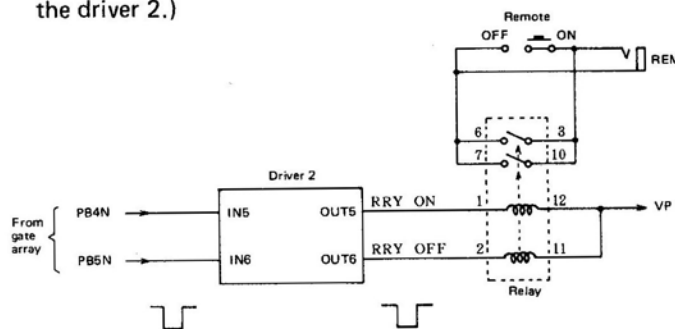 the driver 2.)
Remote
OFF ON
REM
6 3
7 10
Driver 2
From gate array
PB4N
IN5
OUT5
RRY ON
1 12
VP
PB5N
IN6
OUT6
RRY OFF
2 11
Relay